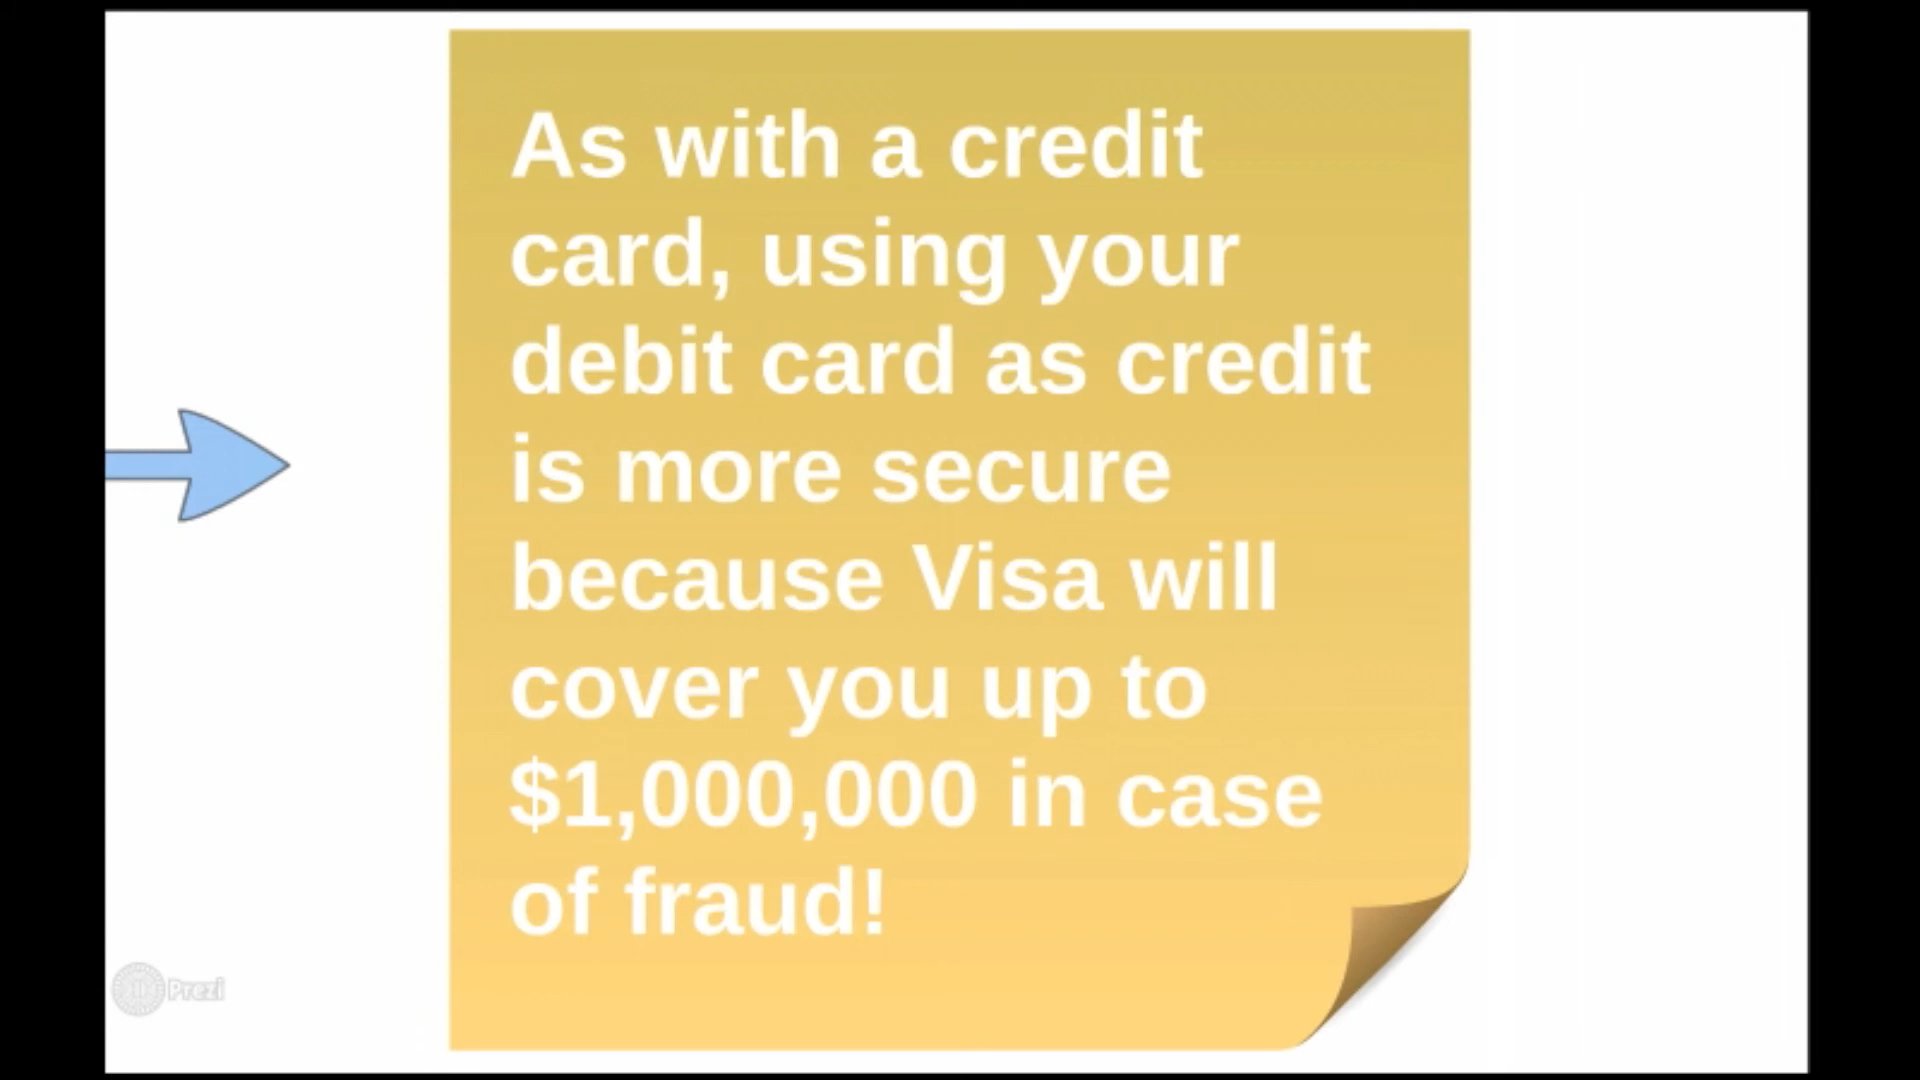 As with a credit
card, using your
debit card as credit
is more secure
because Visa will
cover you up to
$1,000,000 in case
of fraud!
Prezi